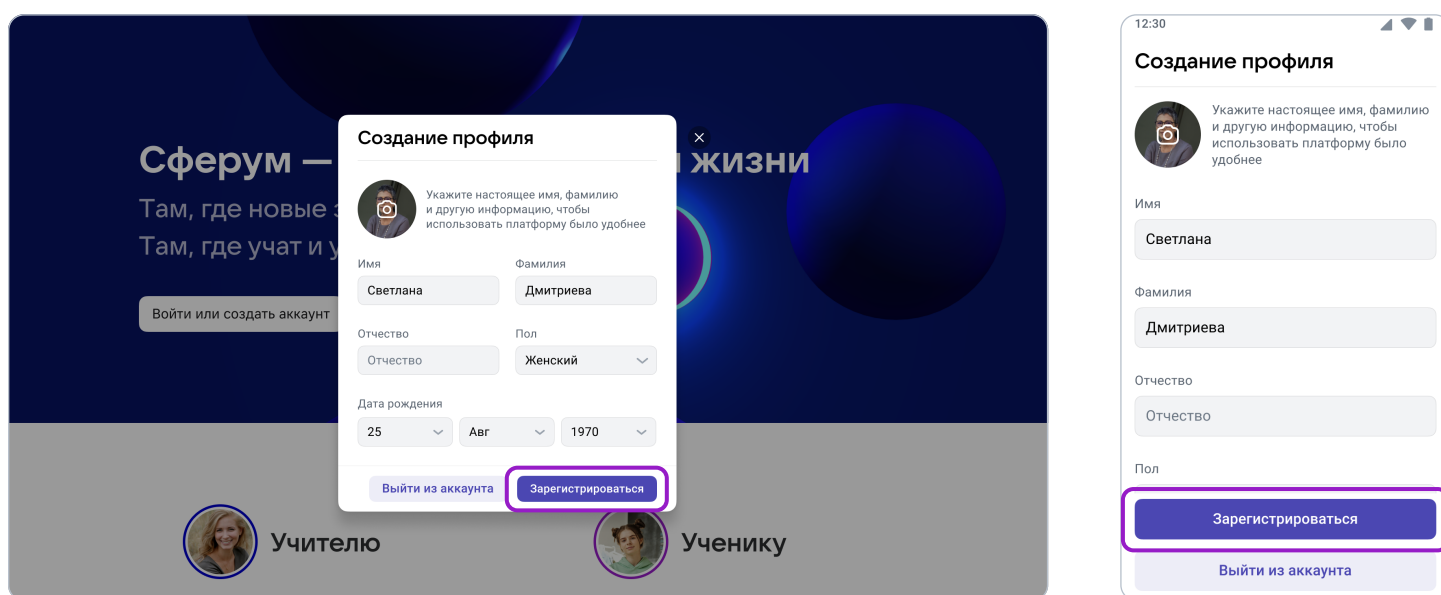 Сферум —
жизни
Там, где новые
Там, где учат и у
Войти или создать аккаунт
Создание профиля
Укажите настоящее имя, фамилию
и другую информацию, чтобы
использовать платформу было удобнее
Имя
Фамилия
Светлана
Дмитриева
Отчество
Пол
Отчество
Женский
Дата рождения
25
Авг
1970
Выйти из аккаунта
Зарегистрироваться
Учителю
Ученику
12:30
Создание профиля
Укажите настоящее имя, фамилию
и другую информацию, чтобы
использовать платформу было
удобнее
Имя
Светлана
Фамилия
Дмитриева
Отчество
Отчество
Пол
Зарегистрироваться
Выйти из аккаунта